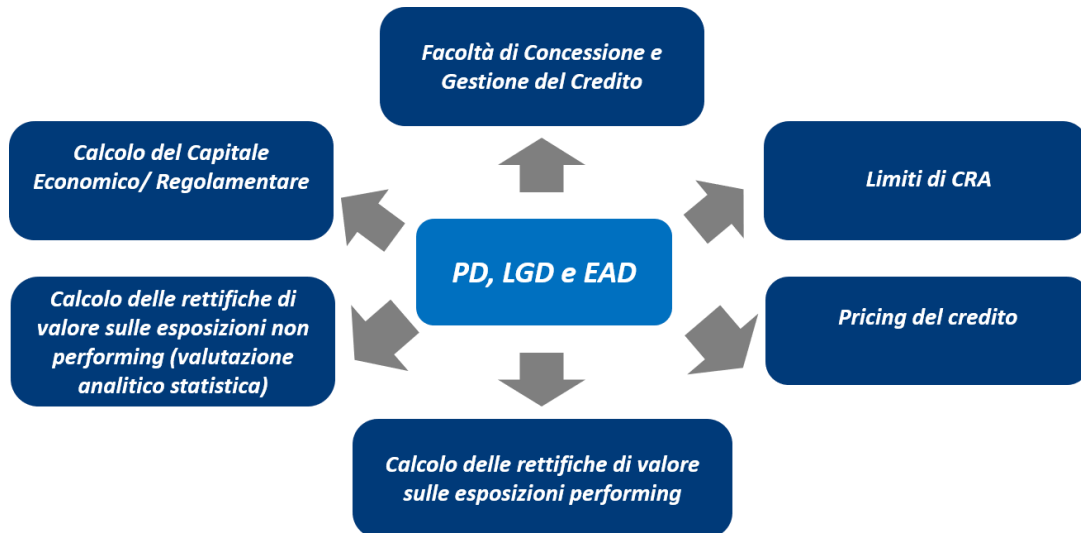 Facoltà di Concessione e
Gestione del Credito
Calcolo del Capitale
Economico/ Regolamentare
Limiti di CRA
PD, LGD e EAD
Calcolo delle rettifiche di
valore sulle esposizioni non
performing (valutazione
analitico statistica)
Pricing del credito
Calcolo delle rettifiche di valore
sulle esposizioni performing